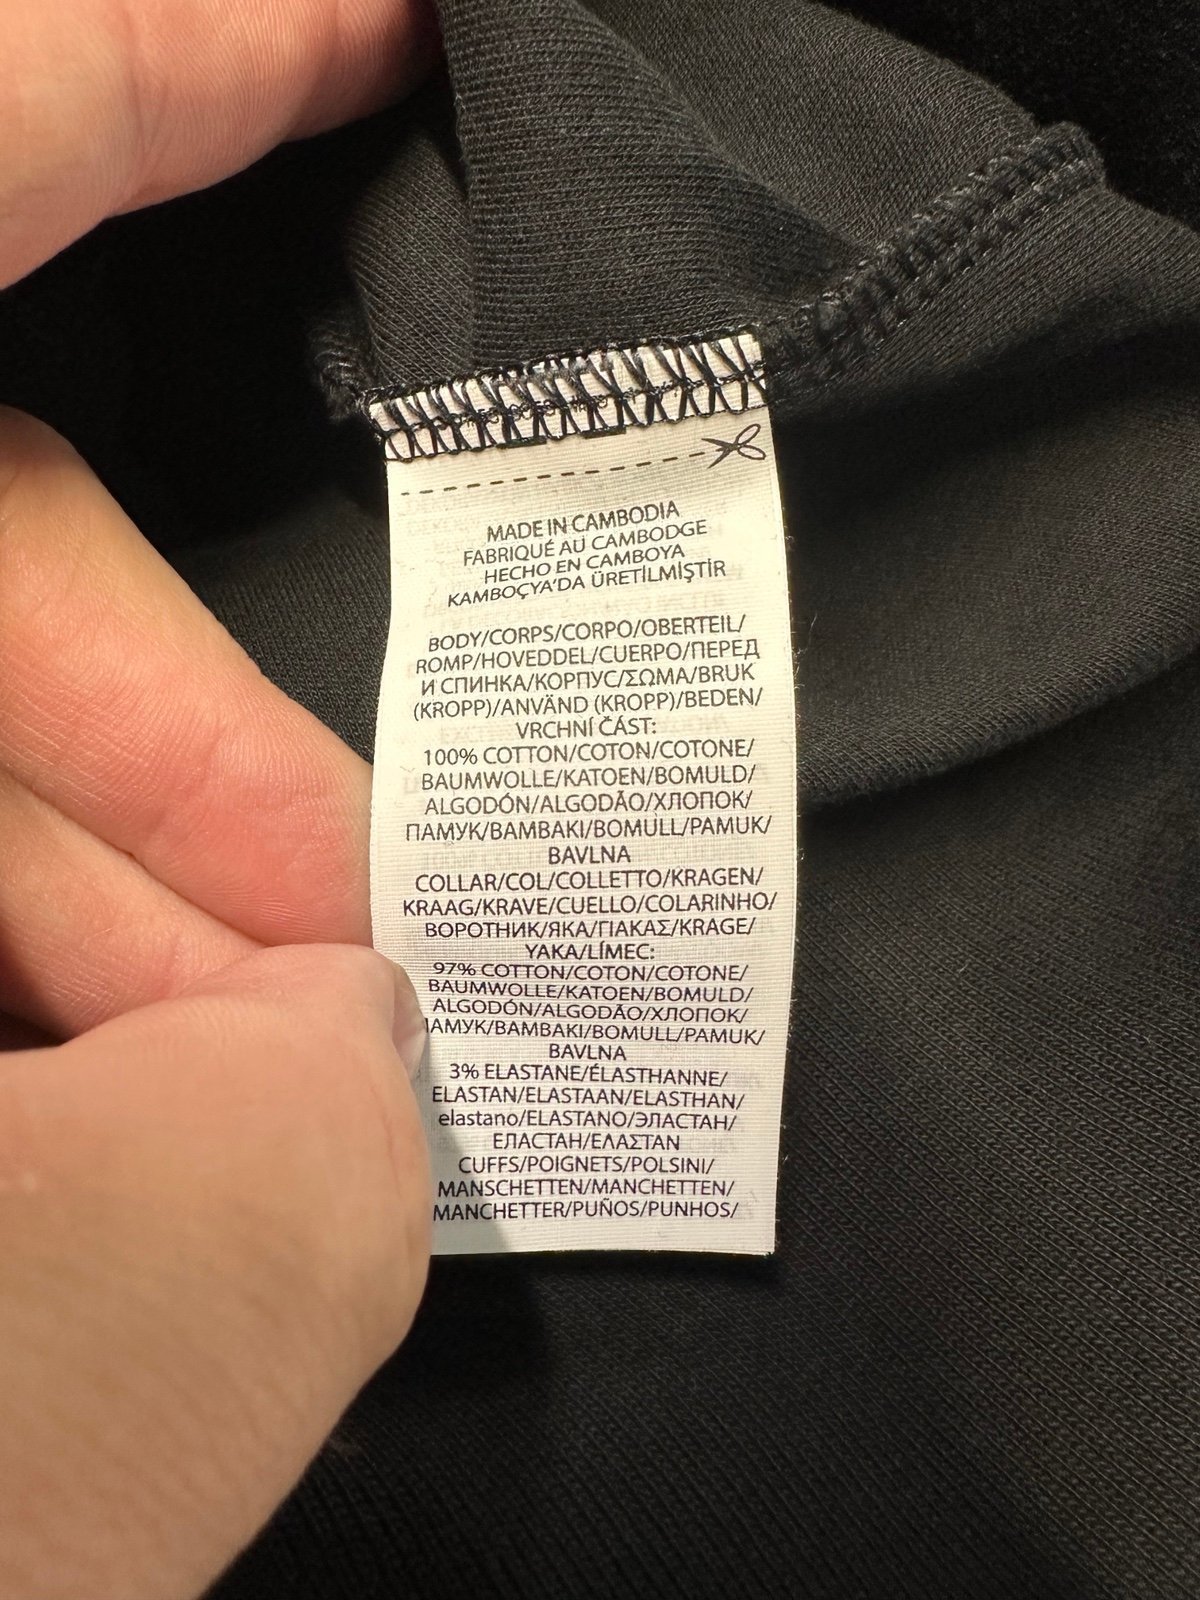 MADE IN CAMBODIA
FABRIQUÉ AU CAMBODGE
HECHO EN CAMBOYA
KAMBOÇYA'DA ÜRETİLMİŞTİR
BODY/CORPS/CORPO/OBERTEIL/
ROMP/HOVEDDEL/CUERPO/ПЕРЕД
И СПИНКА/КОРПУС/ΣΩΜΑ/BRUK
(KROPP)/ANVÄND (KROPP)/BEDEN/
VRCHNÍ ČÁST:
100% COTTON/COTON/COTONE/
BAUMWOLLE/KATOEN/BOMULD/
ALGODÓN/ALGODÃO/ХЛОПОК/
ПАМУК/BAMBAKI/BOMULL/PAMUK/
BAVLNA
COLLAR/COL/COLLETTO/KRAGEN/
KRAAG/KRAVE/CUELLO/COLARINHO/
ВОРОТНИК/ЯКА/ΓΙΑΚΑΣ/KRAGE/
YAKA/LÍMEC:
97% COTTON/COTON/COTONE/
BAUMWOLLE/KATOEN/BOMULD/
ALGODÓN/ALGODÃO/ХЛОПОК/
АМУК/BAMBAKI/BOMULL/PAMUK/
BAVLNA
3% ELASTANE/ÉLASTHANNE/
ELASTAN/ELASTAAN/ELASTHAN/
elastano/ELASTANO/ЭЛАСТАН/
ЕЛАСТАН/ΕΛΑΣΤΑΝ
CUFFS/POIGNETS/POLSINI/
MANSCHETTEN/MANCHETTEN/
MANCHETTER/PUÑOS/PUNHOS/